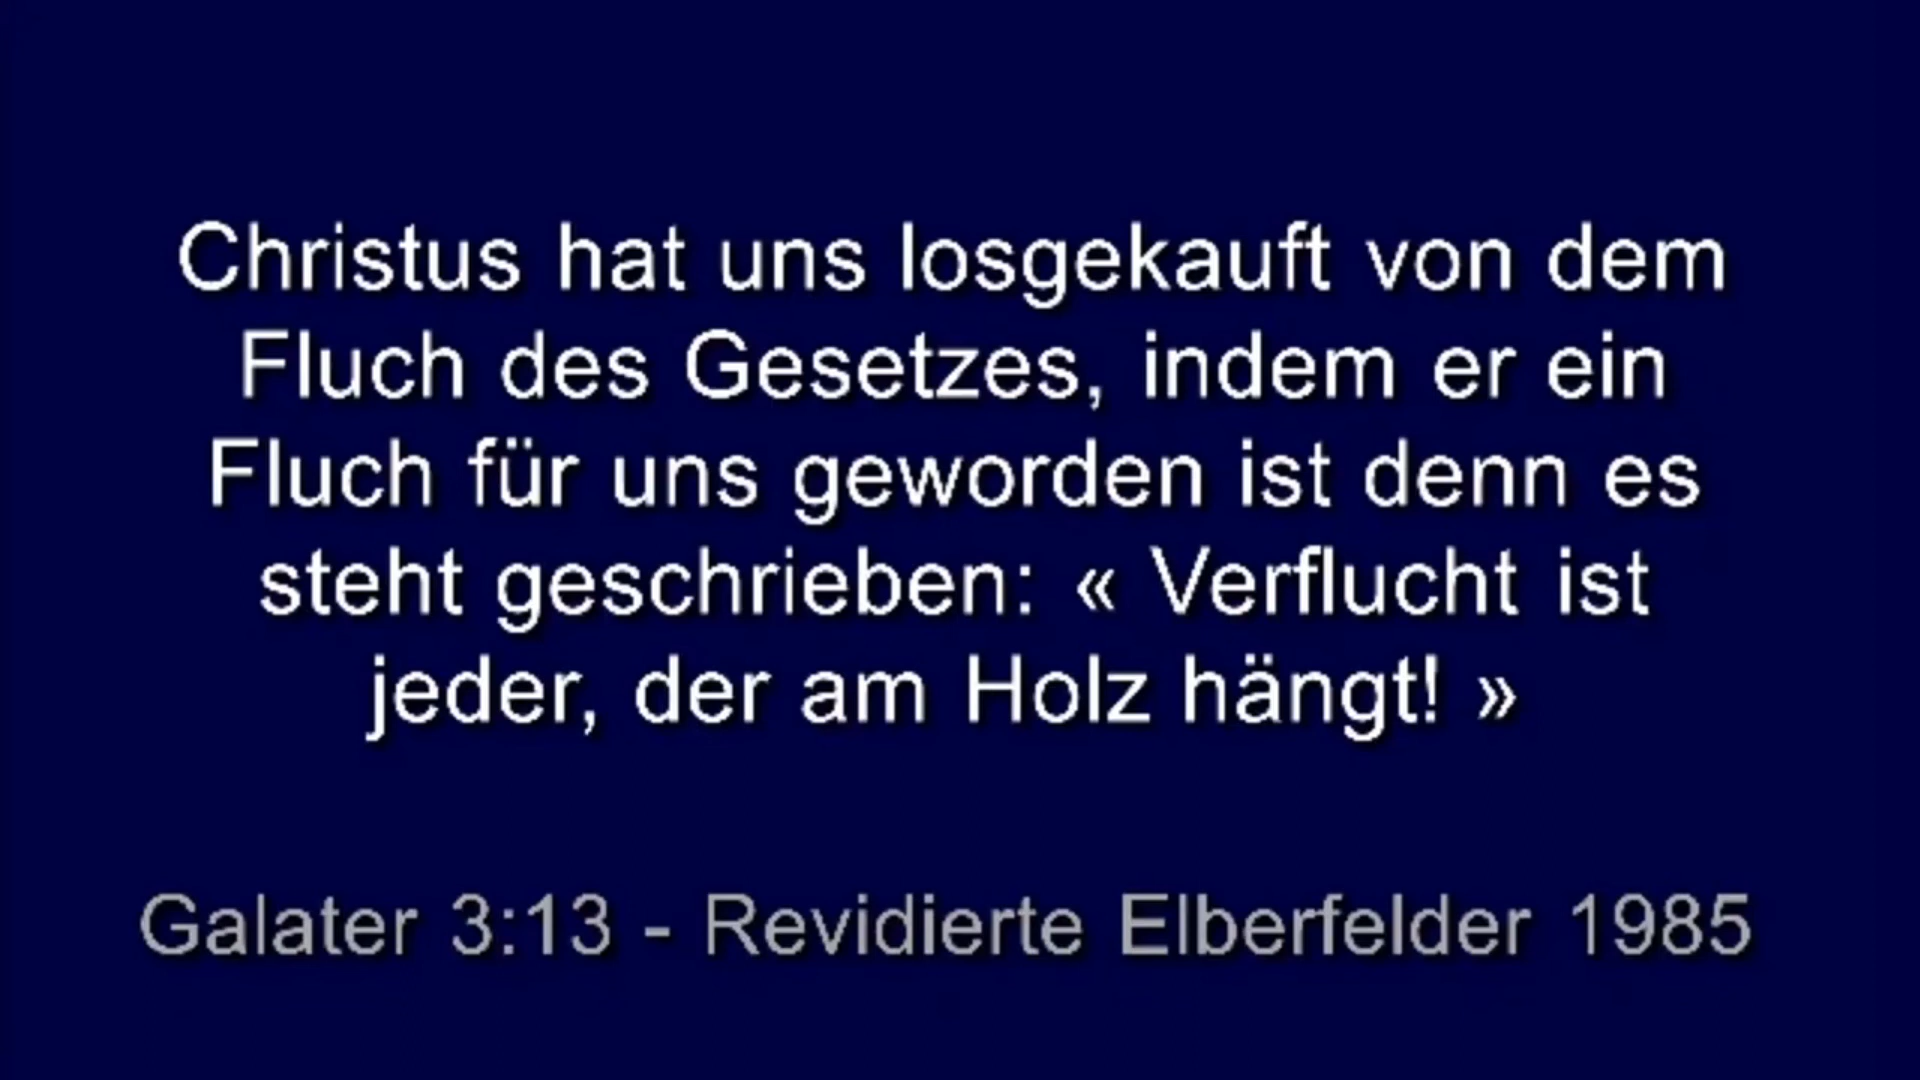 Christus hat uns losgekauft von dem
Fluch des Gesetzes, indem er ein
Fluch für uns geworden ist denn es
steht geschrieben: « Verflucht ist
jeder, der am Holz hängt! »
Galater 3:13 - Revidierte Elberfelder 1985